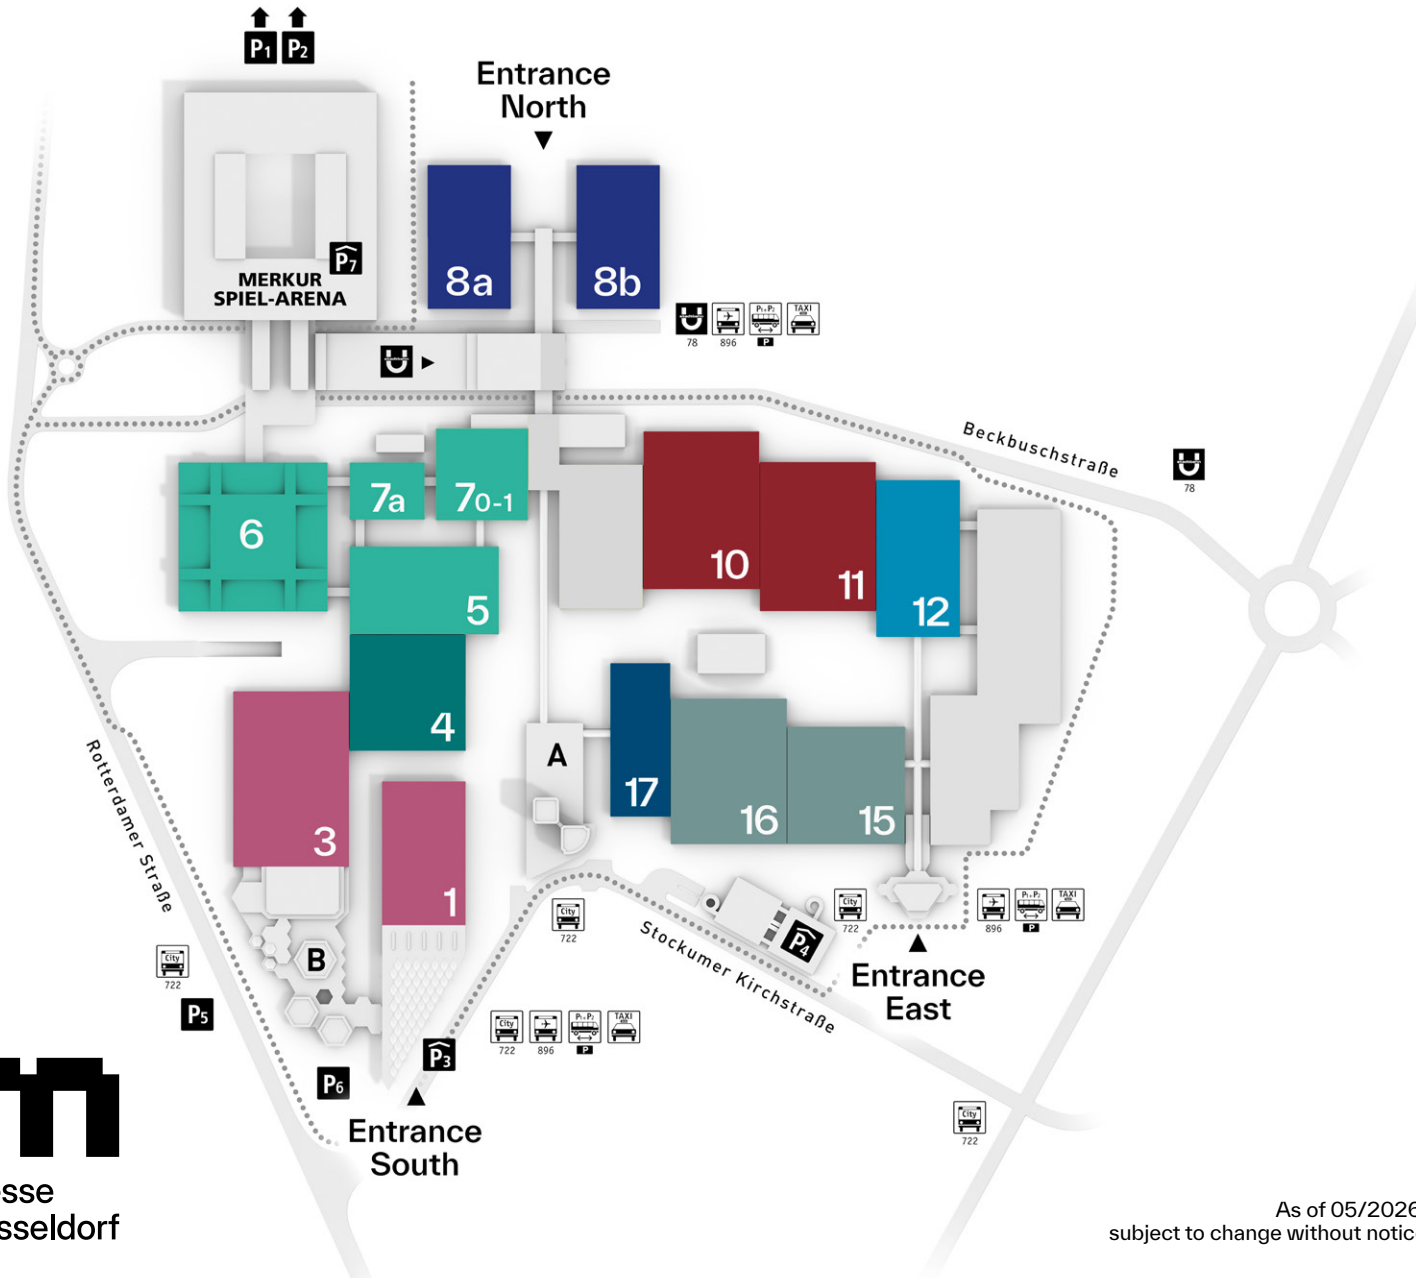 P1 P2
Entrance
North
P7
MERKUR
SPIEL-ARENA
8a
8b
U
78
896
P1+P2
P
TAXI
U
Beckbuschstraße
U
78
6
7a
70-1
5
4
10
11
12
3
1
A
17
16
15
B
Rotterdamer Straße
City
722
P5
P6
P3
Entrance
South
City
722
City
722
896
P1+P2
P
TAXI
Stockumer Kirchstraße
P4
City
722
Entrance
East
896
P1+P2
P
TAXI
City
722
sse
sseldorf
As of 05/2026
subject to change without notic